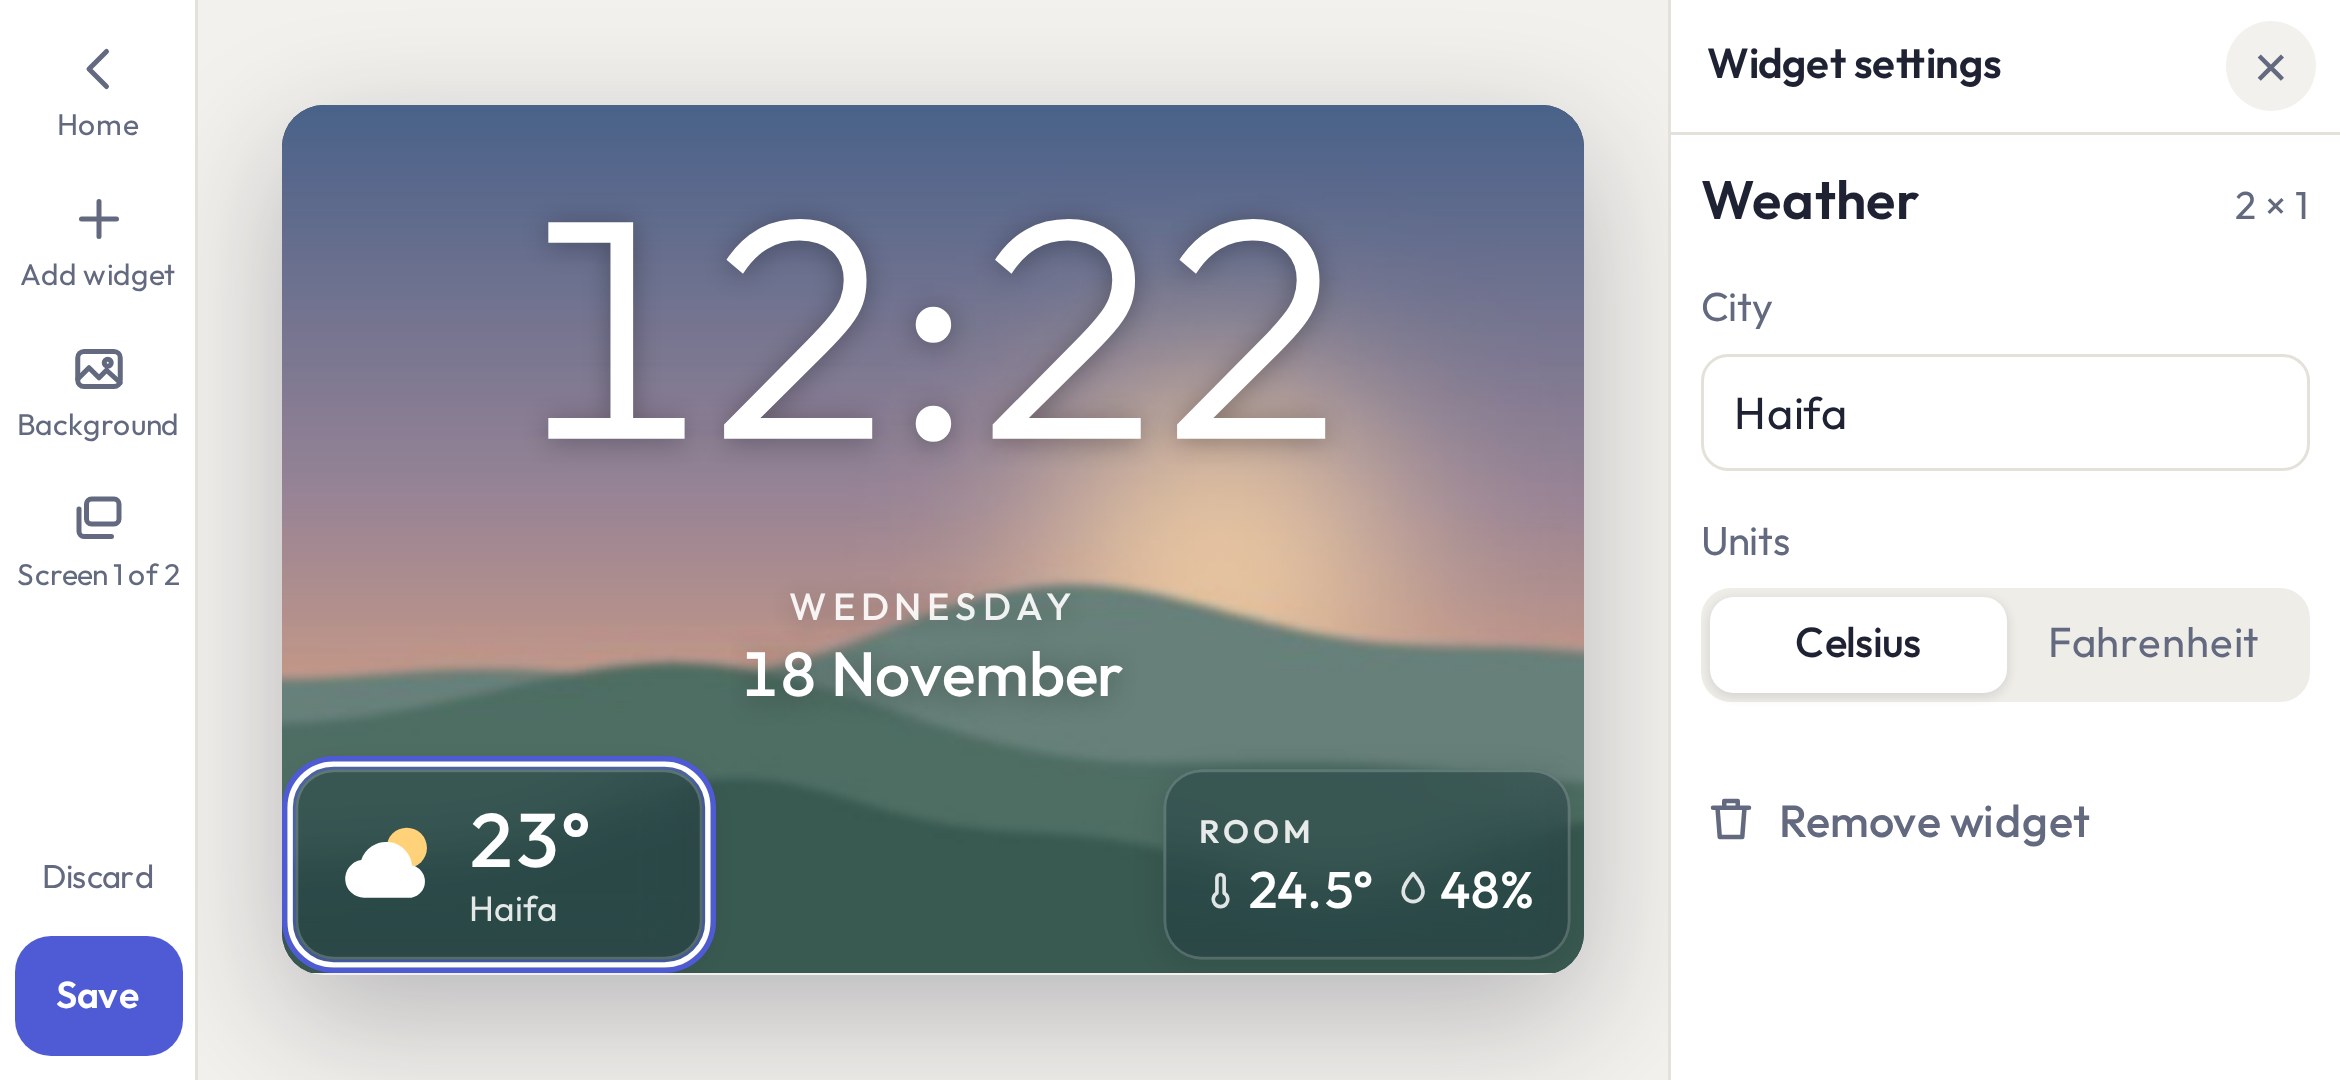 Home
Add widget
Background
Screen 1 of 2
Discard
Save
12:22
WEDNESDAY
18 November
23°
Haifa
ROOM
24.5° 48%
Widget settings
Weather 2 × 1
City
Haifa
Units
Celsius Fahrenheit
Remove widget